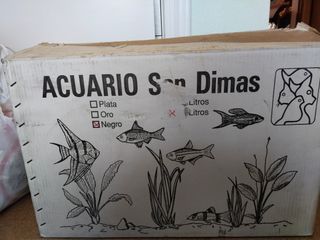 ACUARIO San Dimas
Plata Litros
Oro Litros
Negro